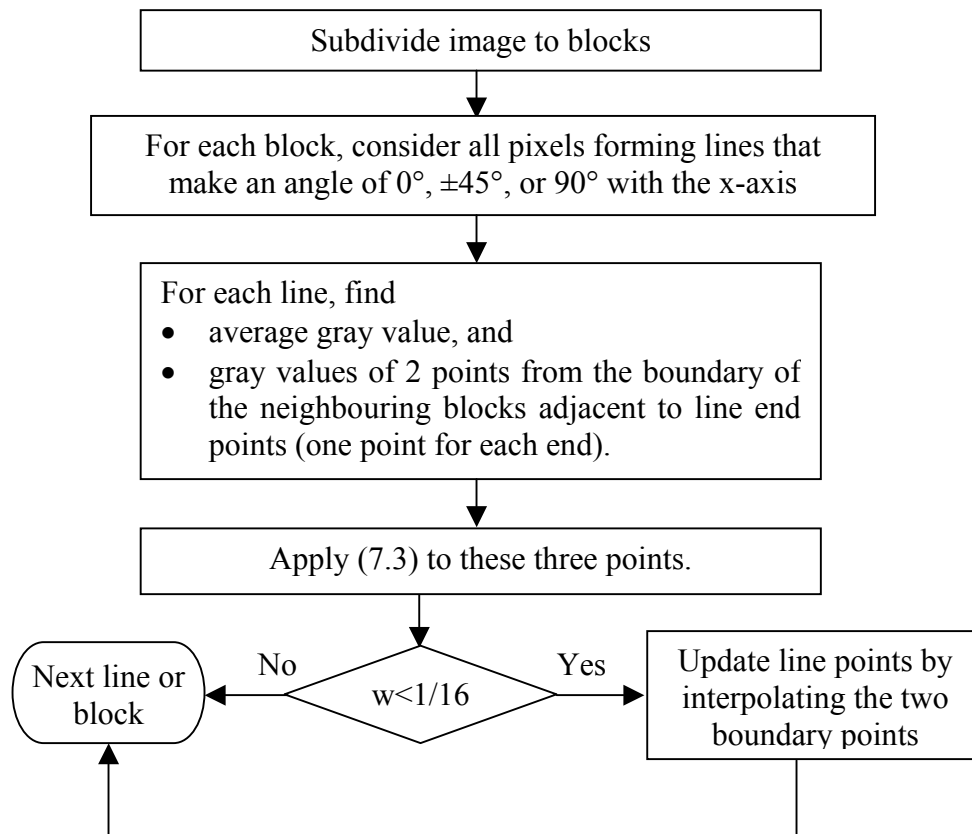 Subdivide image to blocks
For each block, consider all pixels forming lines that
make an angle of 0°, ±45°, or 90° with the x-axis
For each line, find
• average gray value, and
• gray values of 2 points from the boundary of
the neighbouring blocks adjacent to line end
points (one point for each end).
Apply (7.3) to these three points.
No
Yes
w<1/16
Next line or
block
Update line points by
interpolating the two
boundary points